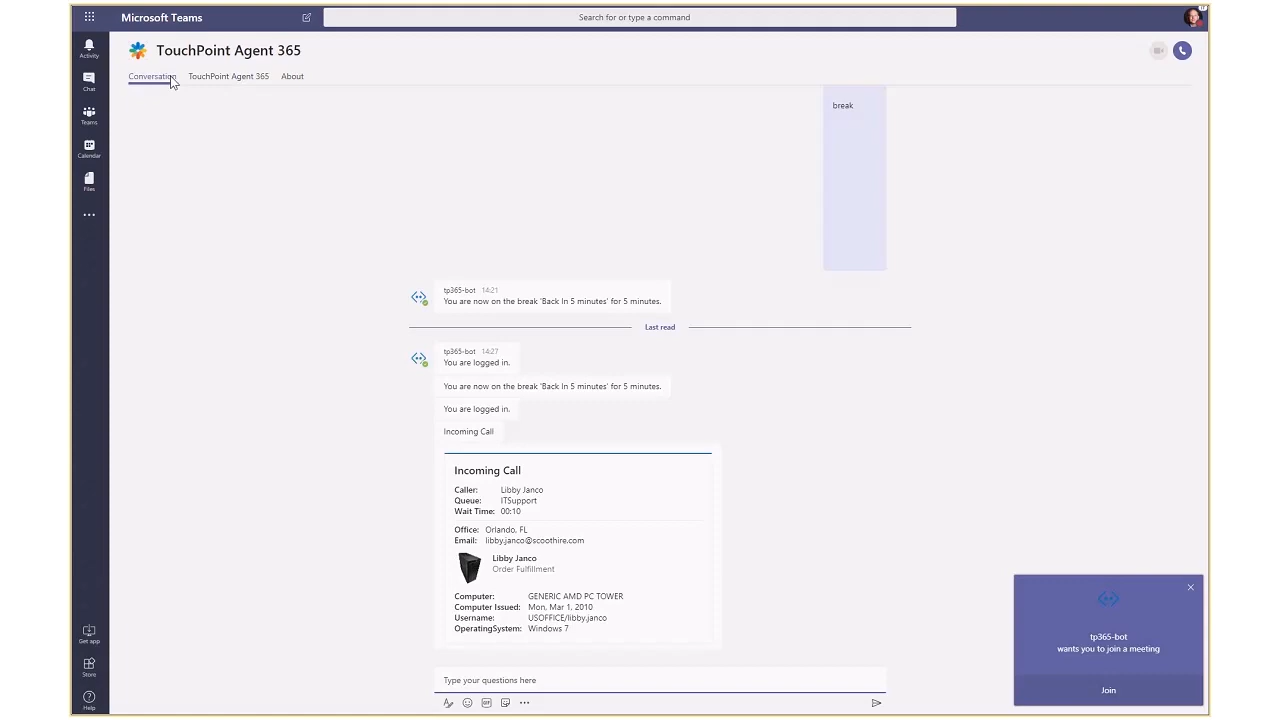 Microsoft Teams
Search for or type a command
Activity
Chat
Teams
Calendar
Files
Get app
Store
Help
TouchPoint Agent 365
Conversation TouchPoint Agent 365 About
break
tp365-bot 14:21
You are now on the break 'Back In 5 minutes' for 5 minutes.
Last read
tp365-bot 14:27
You are logged in.
You are now on the break 'Back In 5 minutes' for 5 minutes.
You are logged in.
Incoming Call
Incoming Call
Caller: Libby Janco
Queue: ITSupport
Wait Time: 00:10
Office: Orlando, FL
Email: libby.janco@scoothire.com
Libby Janco
Order Fulfillment
Computer: GENERIC AMD PC TOWER
Computer Issued: Mon, Mar 1, 2010
Username: USOFFICE/libby.janco
OperatingSystem: Windows 7
Type your questions here
GIF
tp365-bot
wants you to join a meeting
Join